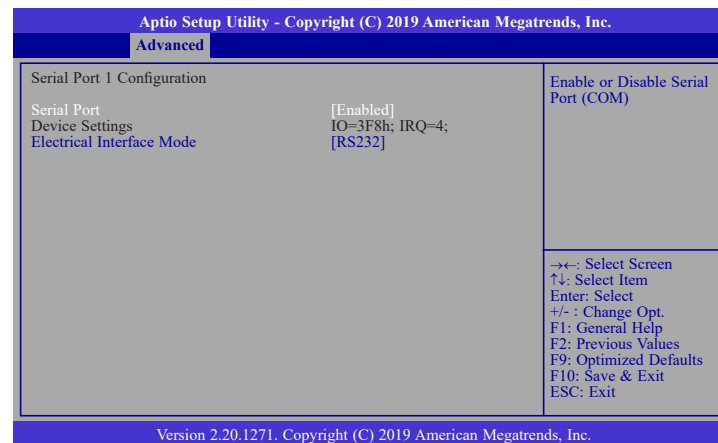 Aptio Setup Utility - Copyright (C) 2019 American Megatrends, Inc.
Advanced
Serial Port 1 Configuration
Serial Port [Enabled]
Device Settings IO=3F8h; IRQ=4;
Electrical Interface Mode [RS232]
Enable or Disable Serial
Port (COM)
→←: Select Screen
↑↓: Select Item
Enter: Select
+/- : Change Opt.
F1: General Help
F2: Previous Values
F9: Optimized Defaults
F10: Save & Exit
ESC: Exit
Version 2.20.1271. Copyright (C) 2019 American Megatrends, Inc.